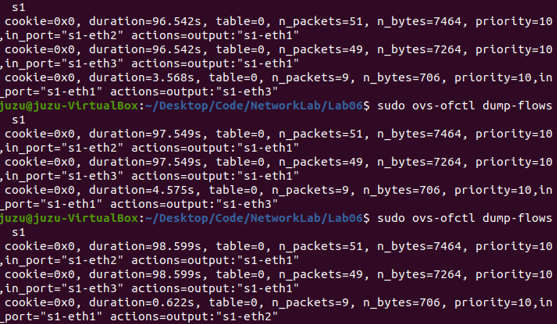 s1
cookie=0x0, duration=96.542s, table=0, n_packets=51, n_bytes=7464, priority=10
,in_port="s1-eth2" actions=output:"s1-eth1"
cookie=0x0, duration=96.542s, table=0, n_packets=49, n_bytes=7264, priority=10
,in_port="s1-eth3" actions=output:"s1-eth1"
cookie=0x0, duration=3.568s, table=0, n_packets=9, n_bytes=706, priority=10,in
_port="s1-eth1" actions=output:"s1-eth3"
juzu@juzu-VirtualBox:~/Desktop/Code/NetworkLab/Lab06$ sudo ovs-ofctl dump-flows
s1
cookie=0x0, duration=97.549s, table=0, n_packets=51, n_bytes=7464, priority=10
,in_port="s1-eth2" actions=output:"s1-eth1"
cookie=0x0, duration=97.549s, table=0, n_packets=49, n_bytes=7264, priority=10
,in_port="s1-eth3" actions=output:"s1-eth1"
cookie=0x0, duration=4.575s, table=0, n_packets=9, n_bytes=706, priority=10,in
_port="s1-eth1" actions=output:"s1-eth3"
juzu@juzu-VirtualBox:~/Desktop/Code/NetworkLab/Lab06$ sudo ovs-ofctl dump-flows
s1
cookie=0x0, duration=98.599s, table=0, n_packets=51, n_bytes=7464, priority=10
,in_port="s1-eth2" actions=output:"s1-eth1"
cookie=0x0, duration=98.599s, table=0, n_packets=49, n_bytes=7264, priority=10
,in_port="s1-eth3" actions=output:"s1-eth1"
cookie=0x0, duration=0.622s, table=0, n_packets=9, n_bytes=706, priority=10,in
_port="s1-eth1" actions=output:"s1-eth2"